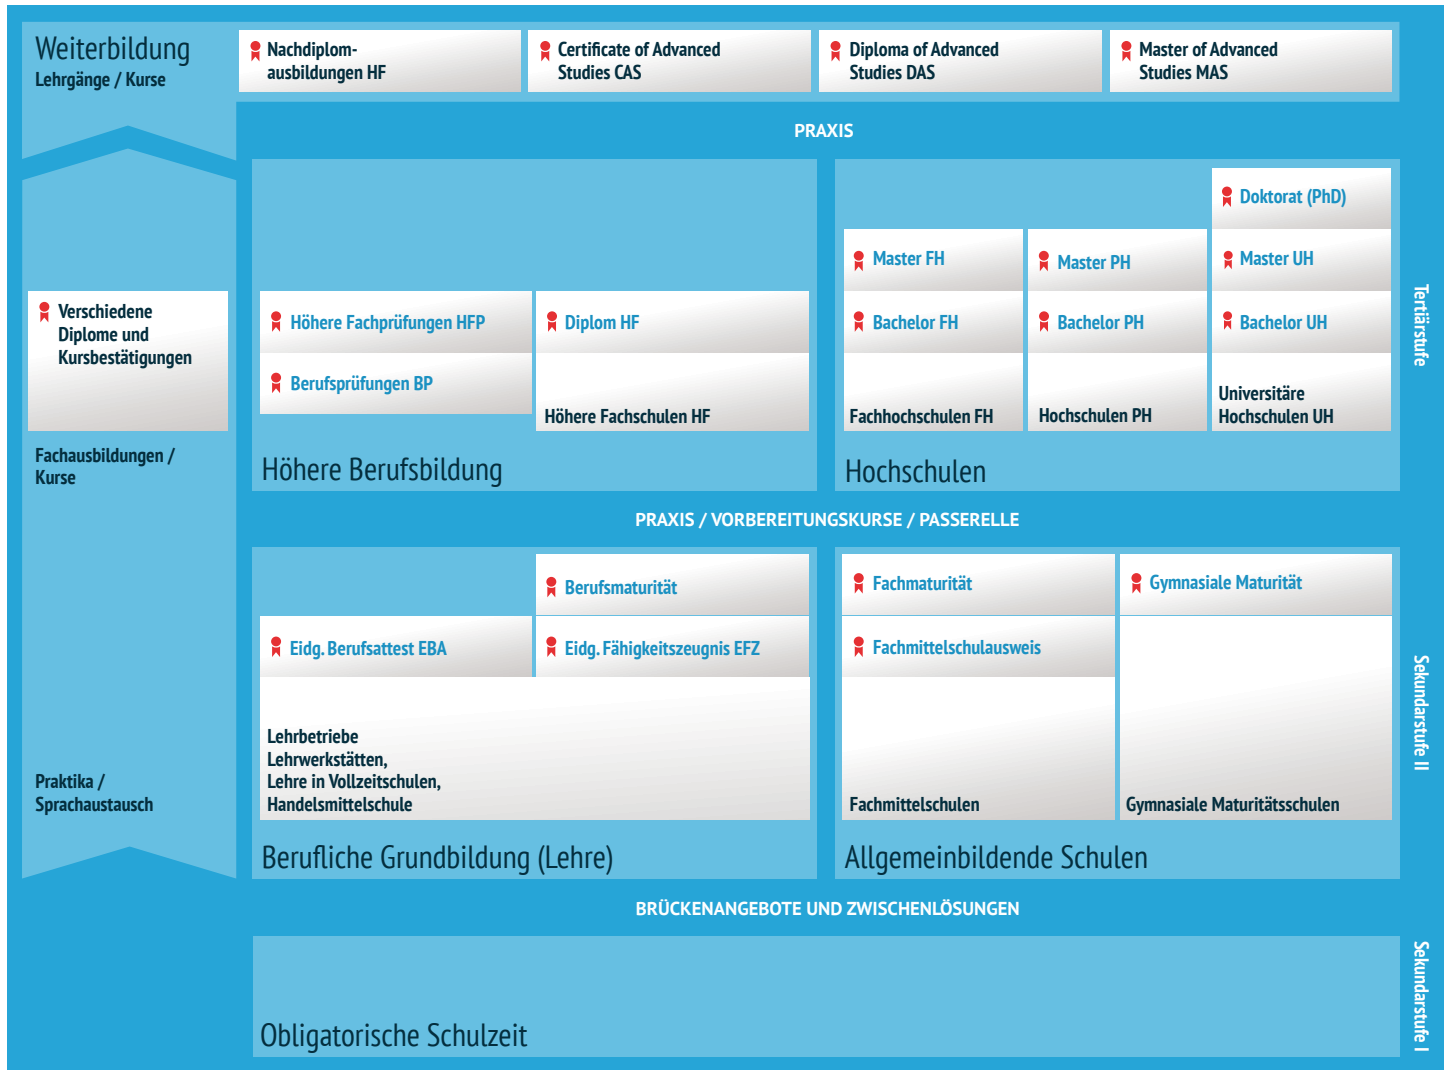 Weiterbildung
Lehrgänge / Kurse
Nachdiplom-
ausbildungen HF
Certificate of Advanced
Studies CAS
Diploma of Advanced
Studies DAS
Master of Advanced
Studies MAS
PRAXIS
Verschiedene
Diplome und
Kursbestätigungen
Fachausbildungen /
Kurse
Praktika /
Sprachaustausch
Höhere Fachprüfungen HFP
Berufsprüfungen BP
Diplom HF
Höhere Fachschulen HF
Höhere Berufsbildung
Master FH
Bachelor FH
Fachhochschulen FH
Master PH
Bachelor PH
Hochschulen PH
Doktorat (PhD)
Master UH
Bachelor UH
Universitäre
Hochschulen UH
Hochschulen
Tertiärstufe
PRAXIS / VORBEREITUNGSKURSE / PASSERELLE
Berufsmaturität
Eidg. Berufsattest EBA
Eidg. Fähigkeitszeugnis EFZ
Lehrbetriebe
Lehrwerkstätten,
Lehre in Vollzeitschulen,
Handelsmittelschule
Berufliche Grundbildung (Lehre)
Fachmaturität
Fachmittelschulausweis
Fachmittelschulen
Gymnasiale Maturität
Gymnasiale Maturitätsschulen
Allgemeinbildende Schulen
Sekundarstufe II
BRÜCKENANGEBOTE UND ZWISCHENLÖSUNGEN
Obligatorische Schulzeit
Sekundarstufe I